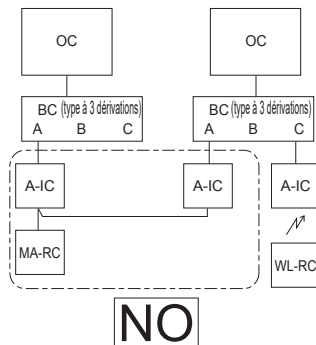 OC OC
BC (type à 3 dérivations) BC (type à 3 dérivations)
A B C A B C
A-IC A-IC A-IC
MA-RC WL-RC
NO